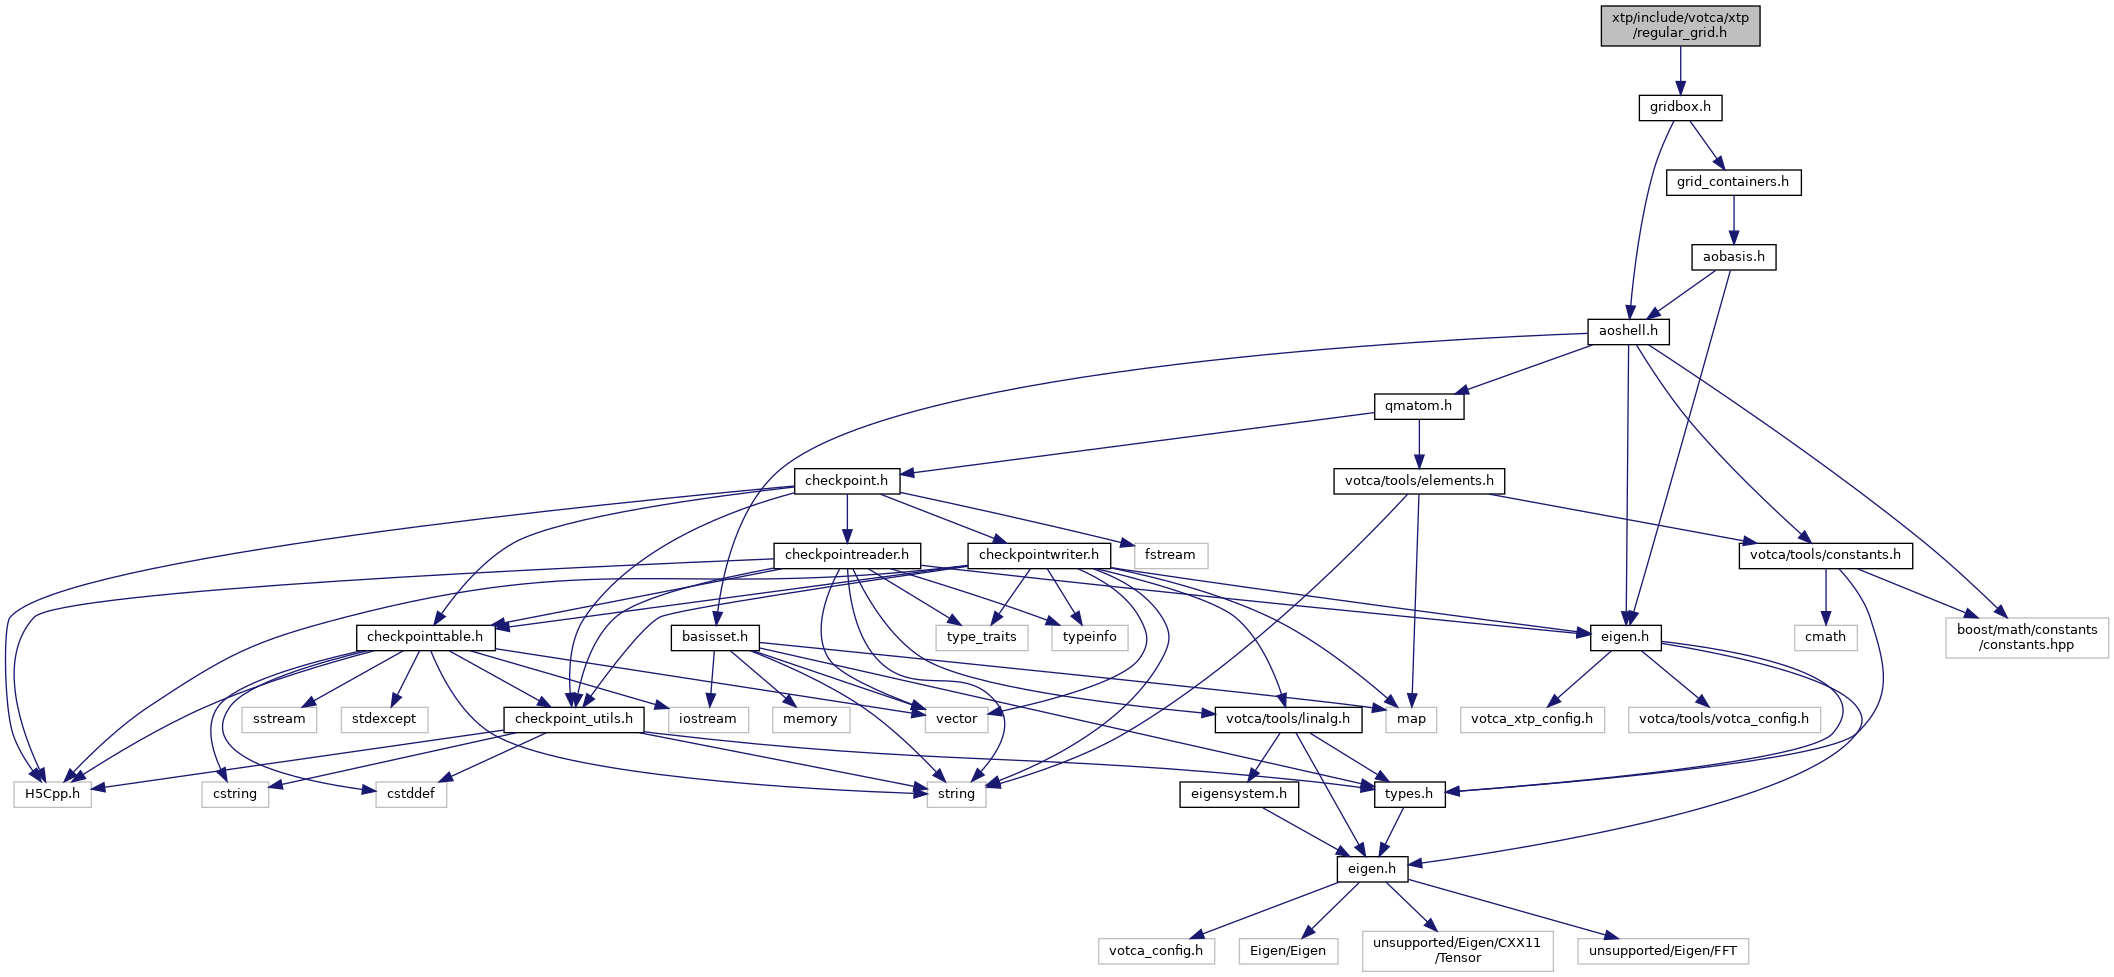 xtp/include/votca/xtp
/regular_grid.h
gridbox.h
grid_containers.h
aobasis.h
aoshell.h
qmatom.h
checkpoint.h
votca/tools/elements.h
checkpointreader.h
checkpointwriter.h
fstream
votca/tools/constants.h
checkpointtable.h
basisset.h
type_traits
typeinfo
eigen.h
cmath
boost/math/constants
/constants.hpp
sstream
stdexcept
checkpoint_utils.h
iostream
memory
vector
votca/tools/linalg.h
map
votca_xtp_config.h
votca/tools/votca_config.h
H5Cpp.h
cstring
cstddef
string
eigensystem.h
types.h
eigen.h
votca_config.h
Eigen/Eigen
unsupported/Eigen/CXX11
/Tensor
unsupported/Eigen/FFT